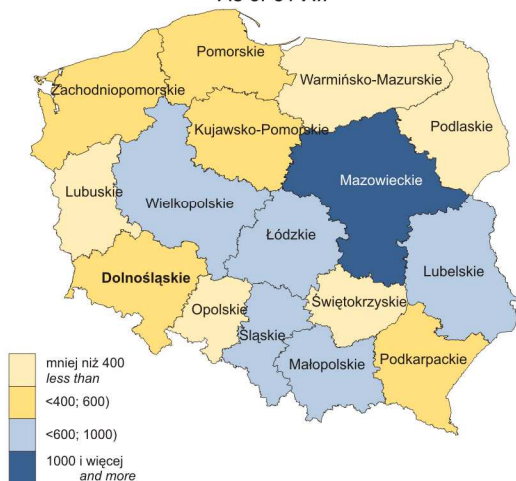 Pomorskie
Warmińsko-Mazurskie
Zachodniopomorskie
Podlaskie
Kujawsko-Pomorskie
Mazowieckie
Lubuskie
Wielkopolskie
Łódzkie
Lubelskie
Dolnośląskie
Opolskie
Świętokrzyskie
Śląskie
Małopolskie
Podkarpackie
mniej niż 400
less than
<400; 600)
<600; 1000)
1000 i więcej
and more